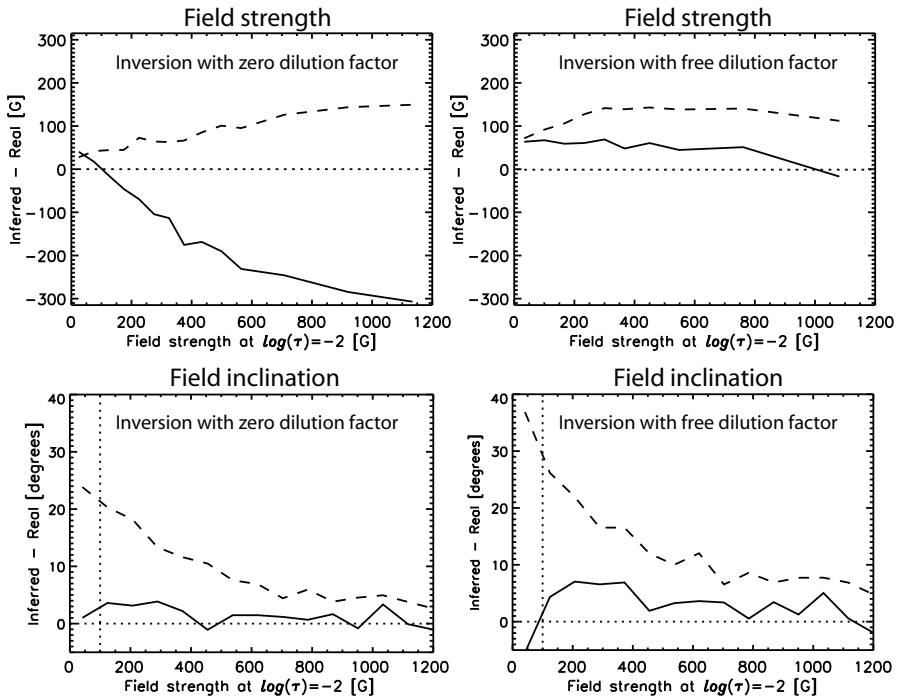 Field strength
Field strength
Inversion with zero dilution factor
Inversion with free dilution factor
Inferred − Real [G]
Inferred − Real [G]
300
200
100
0
−100
−200
−300
300
200
100
0
−100
−200
−300
0 200 400 600 800 1000 1200
0 200 400 600 800 1000 1200
Field strength at log(τ)=−2 [G]
Field strength at log(τ)=−2 [G]
Field inclination
Field inclination
Inversion with zero dilution factor
Inversion with free dilution factor
Inferred − Real [degrees]
Inferred − Real [degrees]
40
30
20
10
0
40
30
20
10
0
0 200 400 600 800 1000 1200
0 200 400 600 800 1000 1200
Field strength at log(τ)=−2 [G]
Field strength at log(τ)=−2 [G]